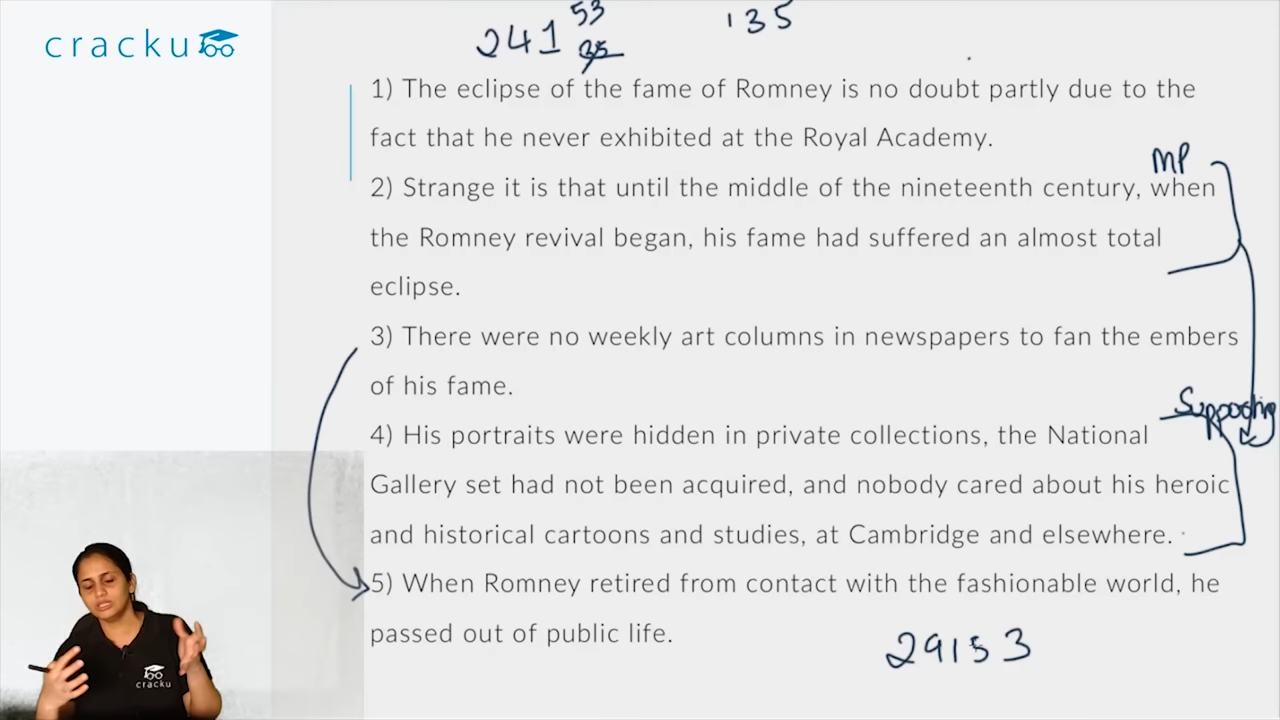 53
135
241 35
cracku
1) The eclipse of the fame of Romney is no doubt partly due to the
fact that he never exhibited at the Royal Academy.
MP
2) Strange it is that until the middle of the nineteenth century, when
the Romney revival began, his fame had suffered an almost total
eclipse.
3) There were no weekly art columns in newspapers to fan the embers
of his fame.
Supporting
4) His portraits were hidden in private collections, the National
Gallery set had not been acquired, and nobody cared about his heroic
and historical cartoons and studies, at Cambridge and elsewhere.
5) When Romney retired from contact with the fashionable world, he
passed out of public life.
24153
cracku